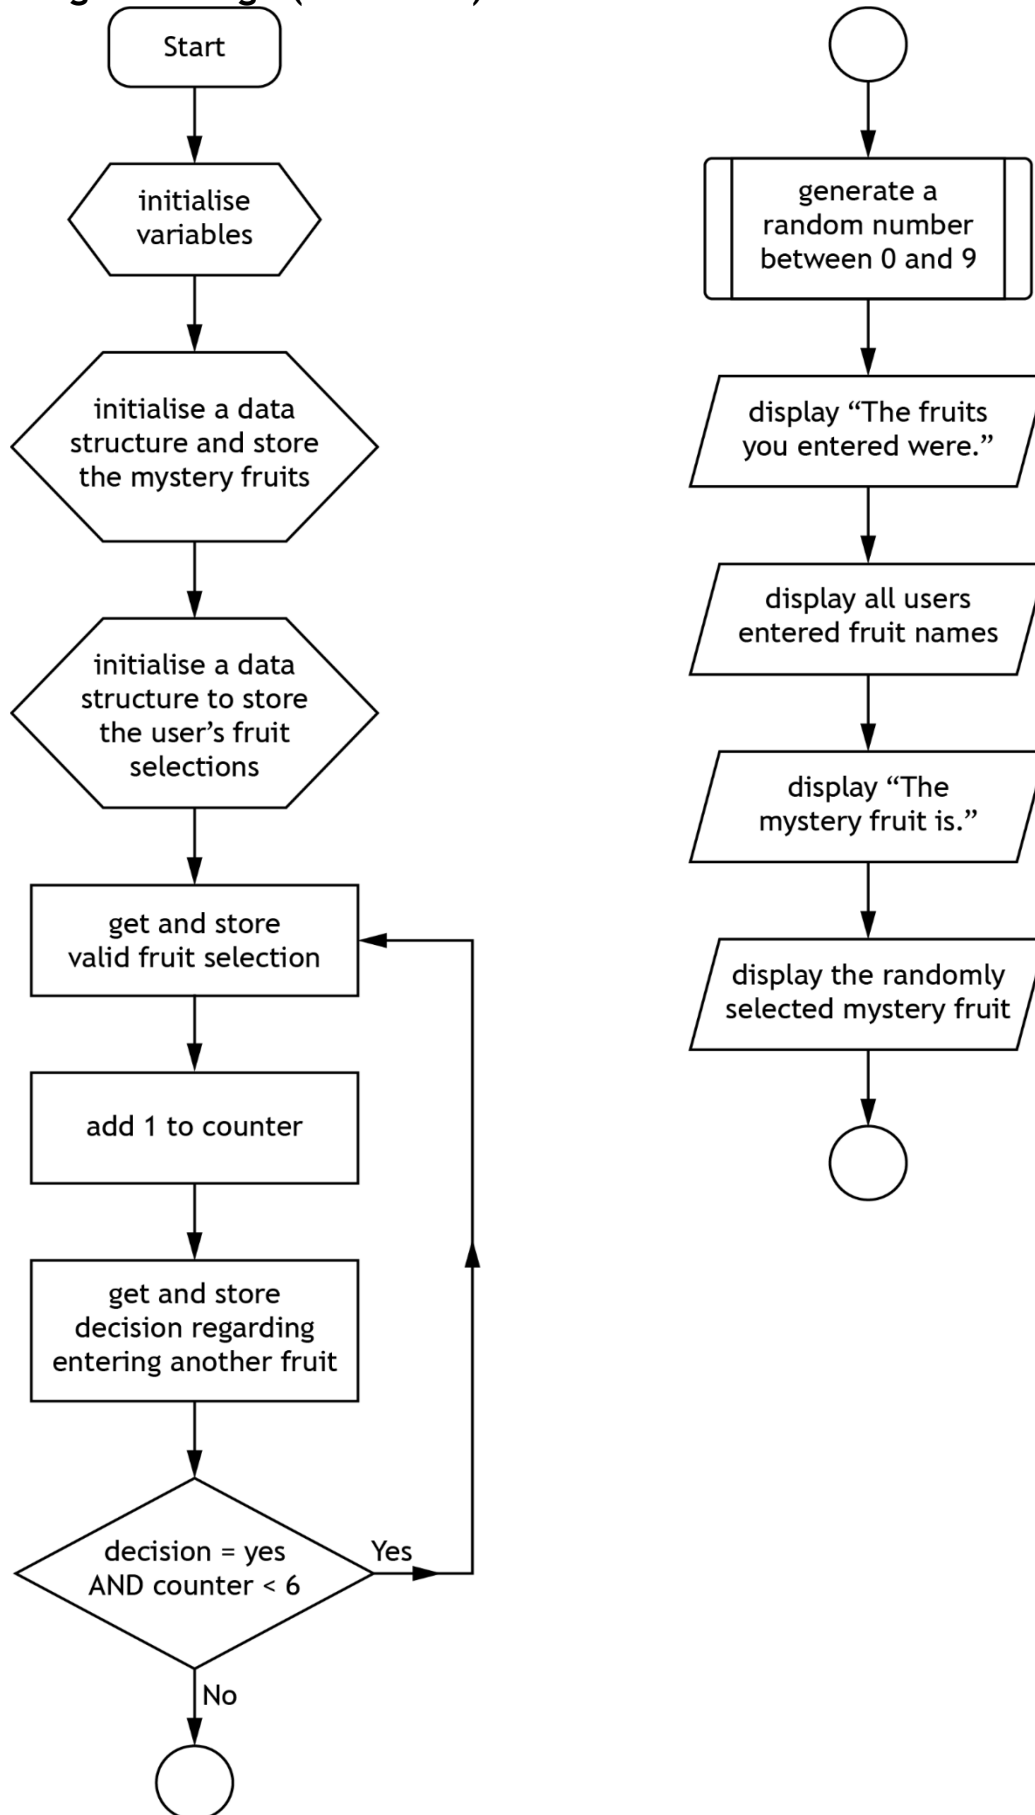 Start
initialise
variables
initialise a data
structure and store
the mystery fruits
initialise a data
structure to store
the user’s fruit
selections
get and store
valid fruit selection
add 1 to counter
get and store
decision regarding
entering another fruit
decision = yes
AND counter < 6
Yes
No
generate a
random number
between 0 and 9
display “The fruits
you entered were.”
display all users
entered fruit names
display “The
mystery fruit is.”
display the randomly
selected mystery fruit